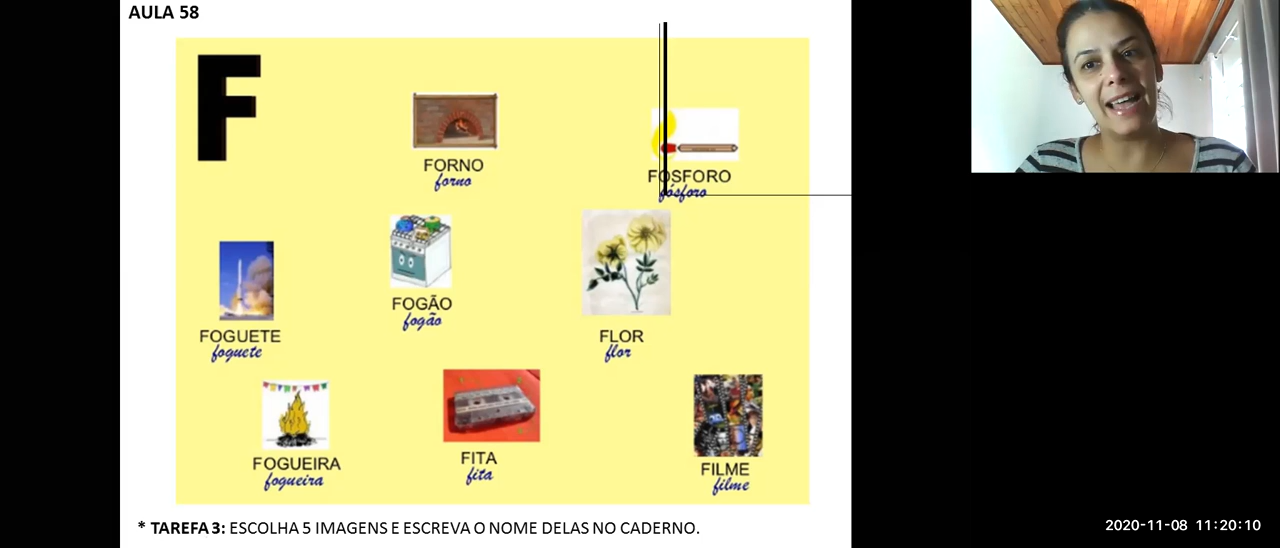 AULA 58
F
FORNO
forno
FÓSFORO
fósforo
FOGÃO
fogão
FOGUETE
foguete
FLOR
flor
FOGUEIRA
fogueira
FITA
fita
FILME
filme
* TAREFA 3: ESCOLHA 5 IMAGENS E ESCREVA O NOME DELAS NO CADERNO.
2020-11-08 11:20:10